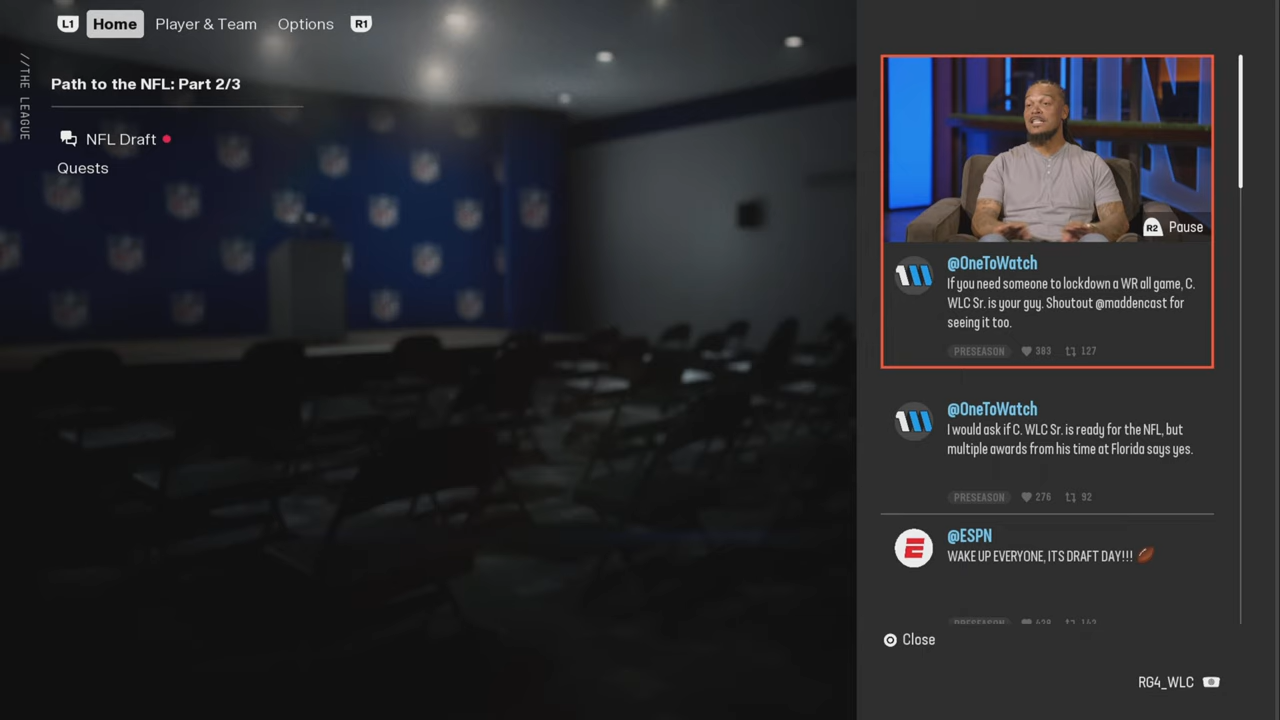 L1 Home Player & Team Options R1
//THE LEAGUE
Path to the NFL: Part 2/3
NFL Draft
Quests
R2 Pause
@OneToWatch
If you need someone to lockdown a WR all game, C.
WLC Sr. is your guy. Shoutout @maddencast for
seeing it too.
PRESEASON 383 127
@OneToWatch
I would ask if C. WLC Sr. is ready for the NFL, but
multiple awards from his time at Florida says yes.
PRESEASON 276 92
@ESPN
WAKE UP EVERYONE, ITS DRAFT DAY!!!
PRESEASON
Close
RG4_WLC